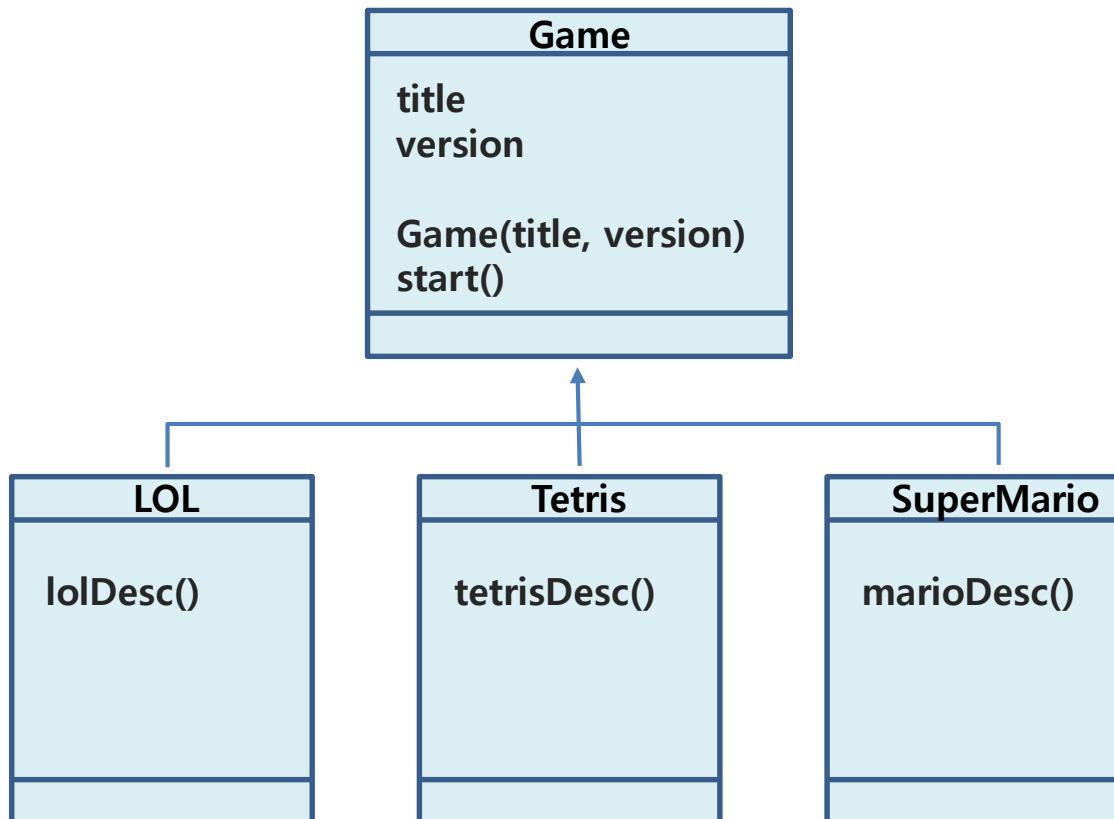 Game
title
version
Game(title, version)
start()
LOL
lolDesc()
Tetris
tetrisDesc()
SuperMario
marioDesc()